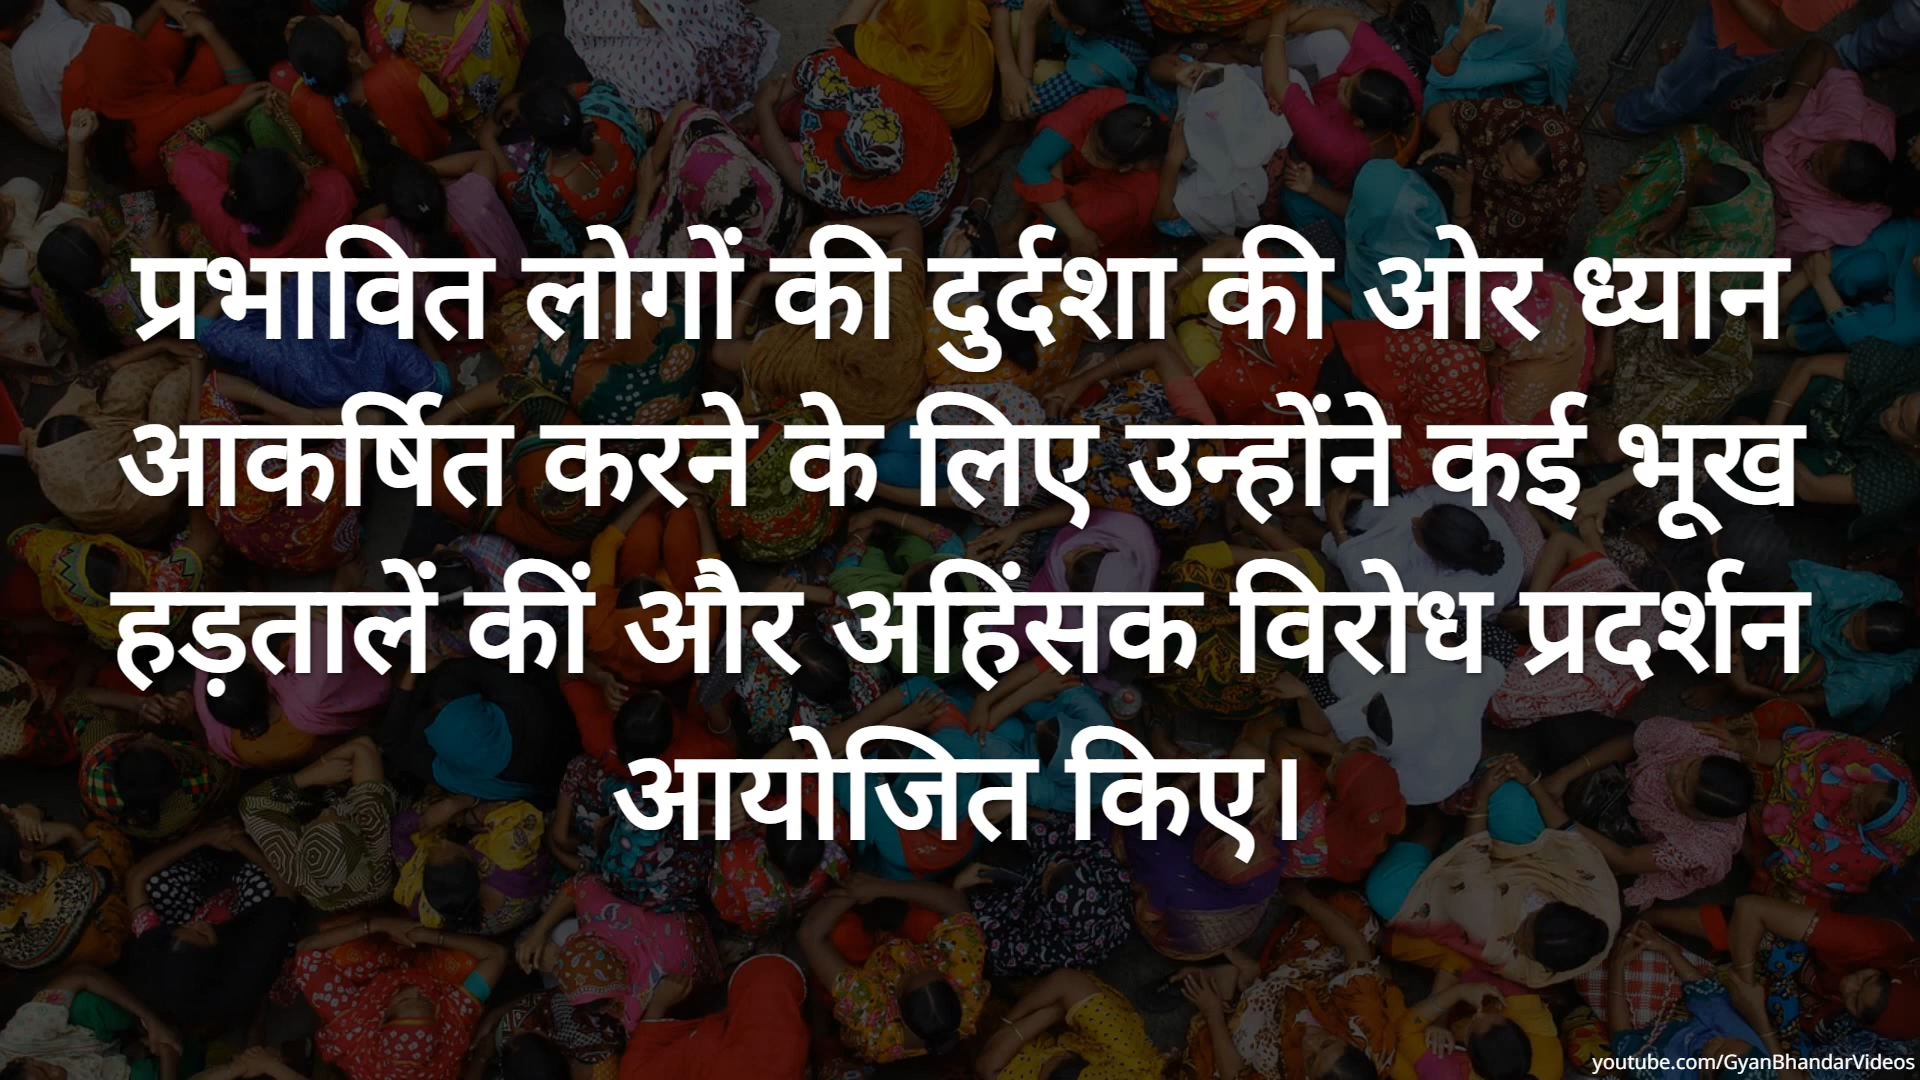 प्रभावित लोगों की दुर्दशा की ओर ध्यान
आकर्षित करने के लिए उन्होंने कई भूख
हड़तालें कीं और अहिंसक विरोध प्रदर्शन
आयोजित किए।
youtube.com/GyanBhandarVideos